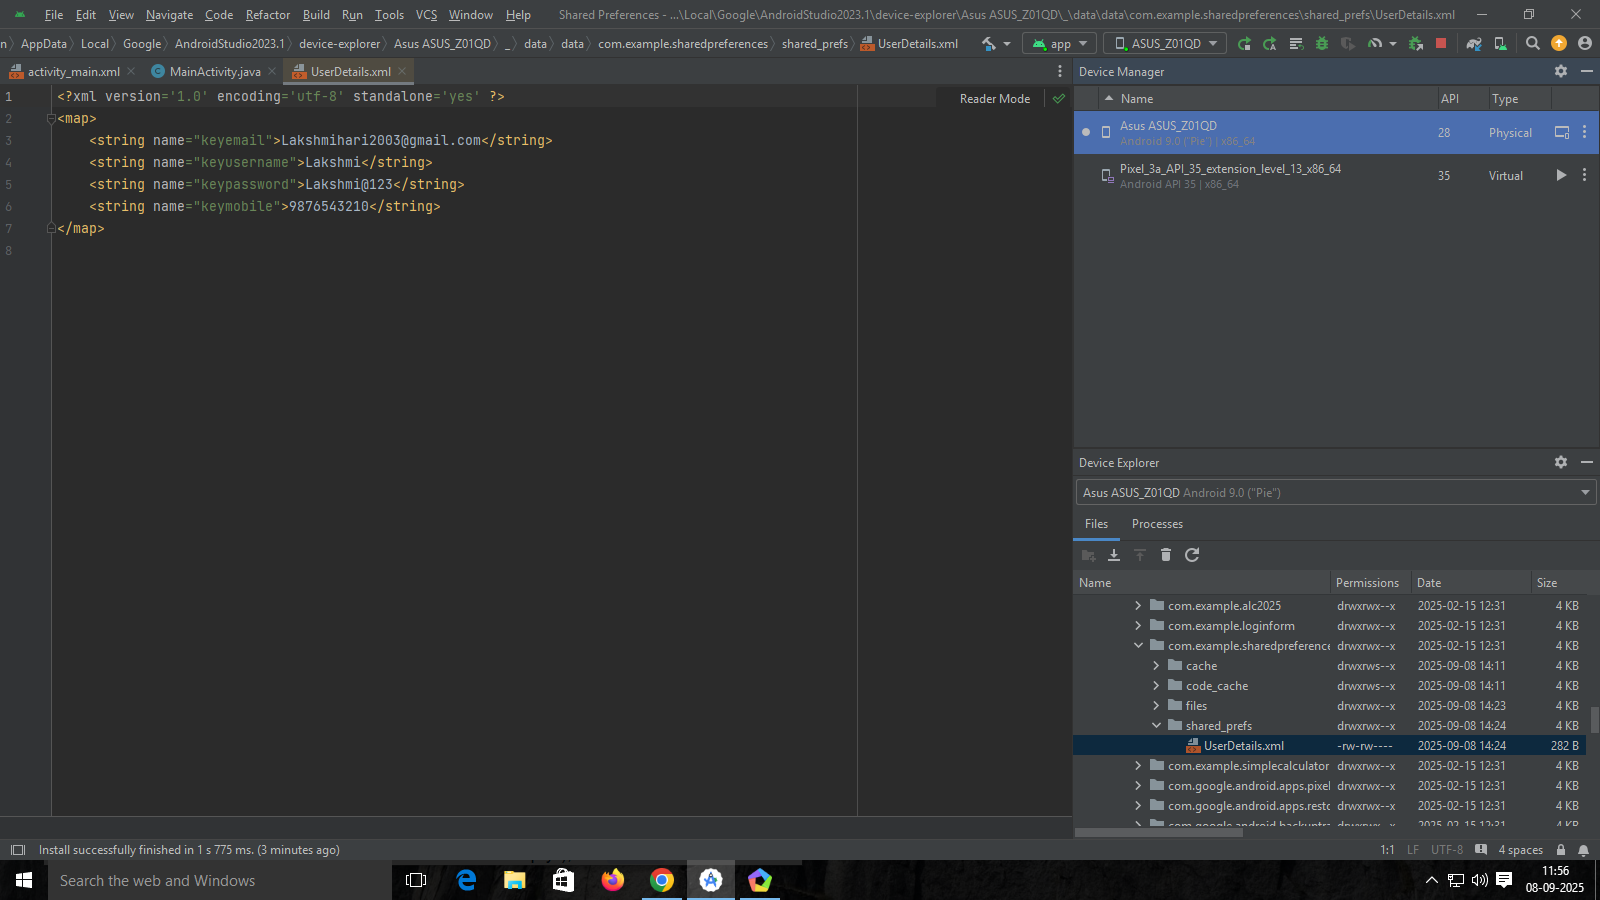 File Edit View Navigate Code Refactor Build Run Tools VCS Window Help Shared Preferences - ...\Local\Google\AndroidStudio2023.1\device-explorer\Asus ASUS_Z01QD\_\data\data\com.example.sharedpreferences\shared_prefs\UserDetails.xml
n AppData Local Google AndroidStudio2023.1 device-explorer Asus ASUS_Z01QD _ data data com.example.sharedpreferences shared_prefs UserDetails.xml app ASUS_Z01QD
activity_main.xml MainActivity.java UserDetails.xml
Reader Mode
1 <?xml version='1.0' encoding='utf-8' standalone='yes' ?>
2 <map>
3 <string name="keyemail">Lakshmihari2003@gmail.com</string>
4 <string name="keyusername">Lakshmi</string>
5 <string name="keypassword">Lakshmi@123</string>
6 <string name="keymobile">9876543210</string>
7 </map>
8
Device Manager
Name API Type
Asus ASUS_Z01QD 28 Physical
Android 9.0 ("Pie") | x86_64
Pixel_3a_API_35_extension_level_13_x86_64 35 Virtual
Android API 35 | x86_64
Device Explorer
Asus ASUS_Z01QD Android 9.0 ("Pie")
Files Processes
Name Permissions Date Size
com.example.alc2025 drwxrwx--x 2025-02-15 12:31 4 KB
com.example.loginform drwxrwx--x 2025-02-15 12:31 4 KB
com.example.sharedpreference drwxrwx--x 2025-02-15 12:31 4 KB
cache drwxrws--x 2025-09-08 14:11 4 KB
code_cache drwxrws--x 2025-09-08 14:11 4 KB
files drwxrwx--x 2025-09-08 14:23 4 KB
shared_prefs drwxrwx--x 2025-09-08 14:24 4 KB
UserDetails.xml -rw-rw---- 2025-09-08 14:24 282 B
com.example.simplecalculator drwxrwx--x 2025-02-15 12:31 4 KB
com.google.android.apps.pixel drwxrwx--x 2025-02-15 12:31 4 KB
com.google.android.apps.resto drwxrwx--x 2025-02-15 12:31 4 KB
com.google.android.backuptra drwxrwx--x 2025-02-15 12:31 4 KB
Install successfully finished in 1 s 775 ms. (3 minutes ago) 1:1 LF UTF-8 4 spaces
Search the web and Windows
11:56
08-09-2025